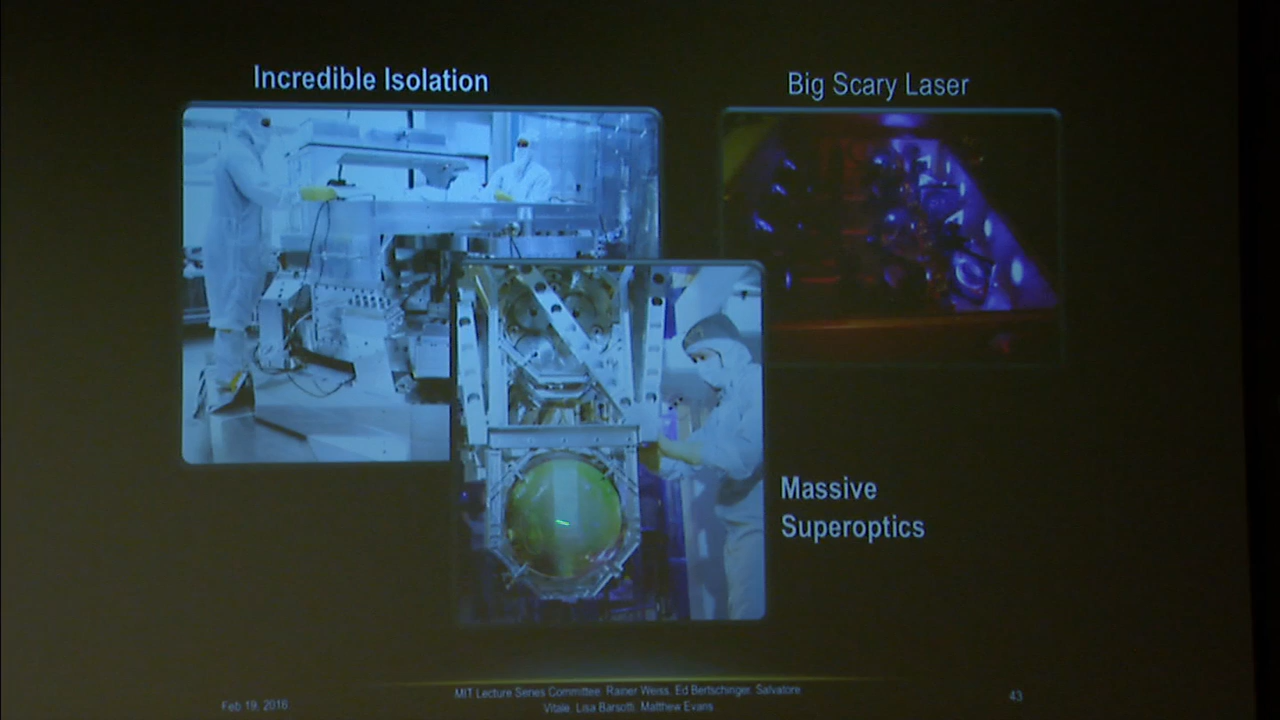 Incredible Isolation
Big Scary Laser
Massive
Superoptics
Feb 19, 2016
MIT Lecture Series Committee, Rainer Weiss, Ed Bertschinger, Salvatore
Vitale, Lisa Barsotti, Matthew Evans
43